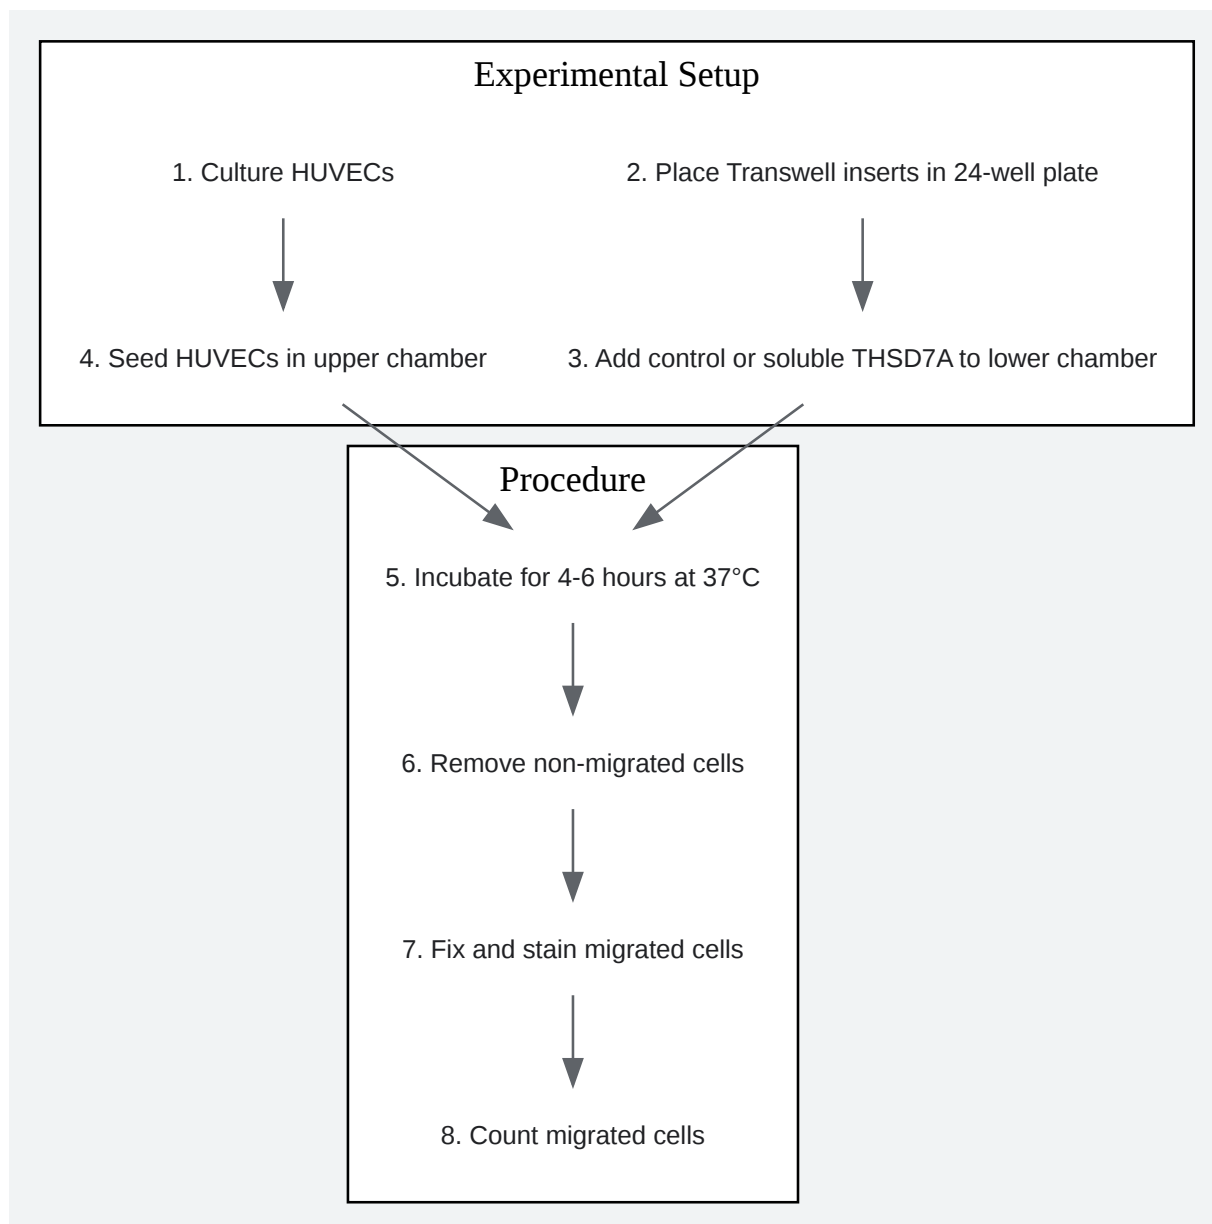 Experimental Setup
1. Culture HUVECs
2. Place Transwell inserts in 24-well plate
4. Seed HUVECs in upper chamber
3. Add control or soluble THSD7A to lower chamber
Procedure
5. Incubate for 4-6 hours at 37°C
6. Remove non-migrated cells
7. Fix and stain migrated cells
8. Count migrated cells